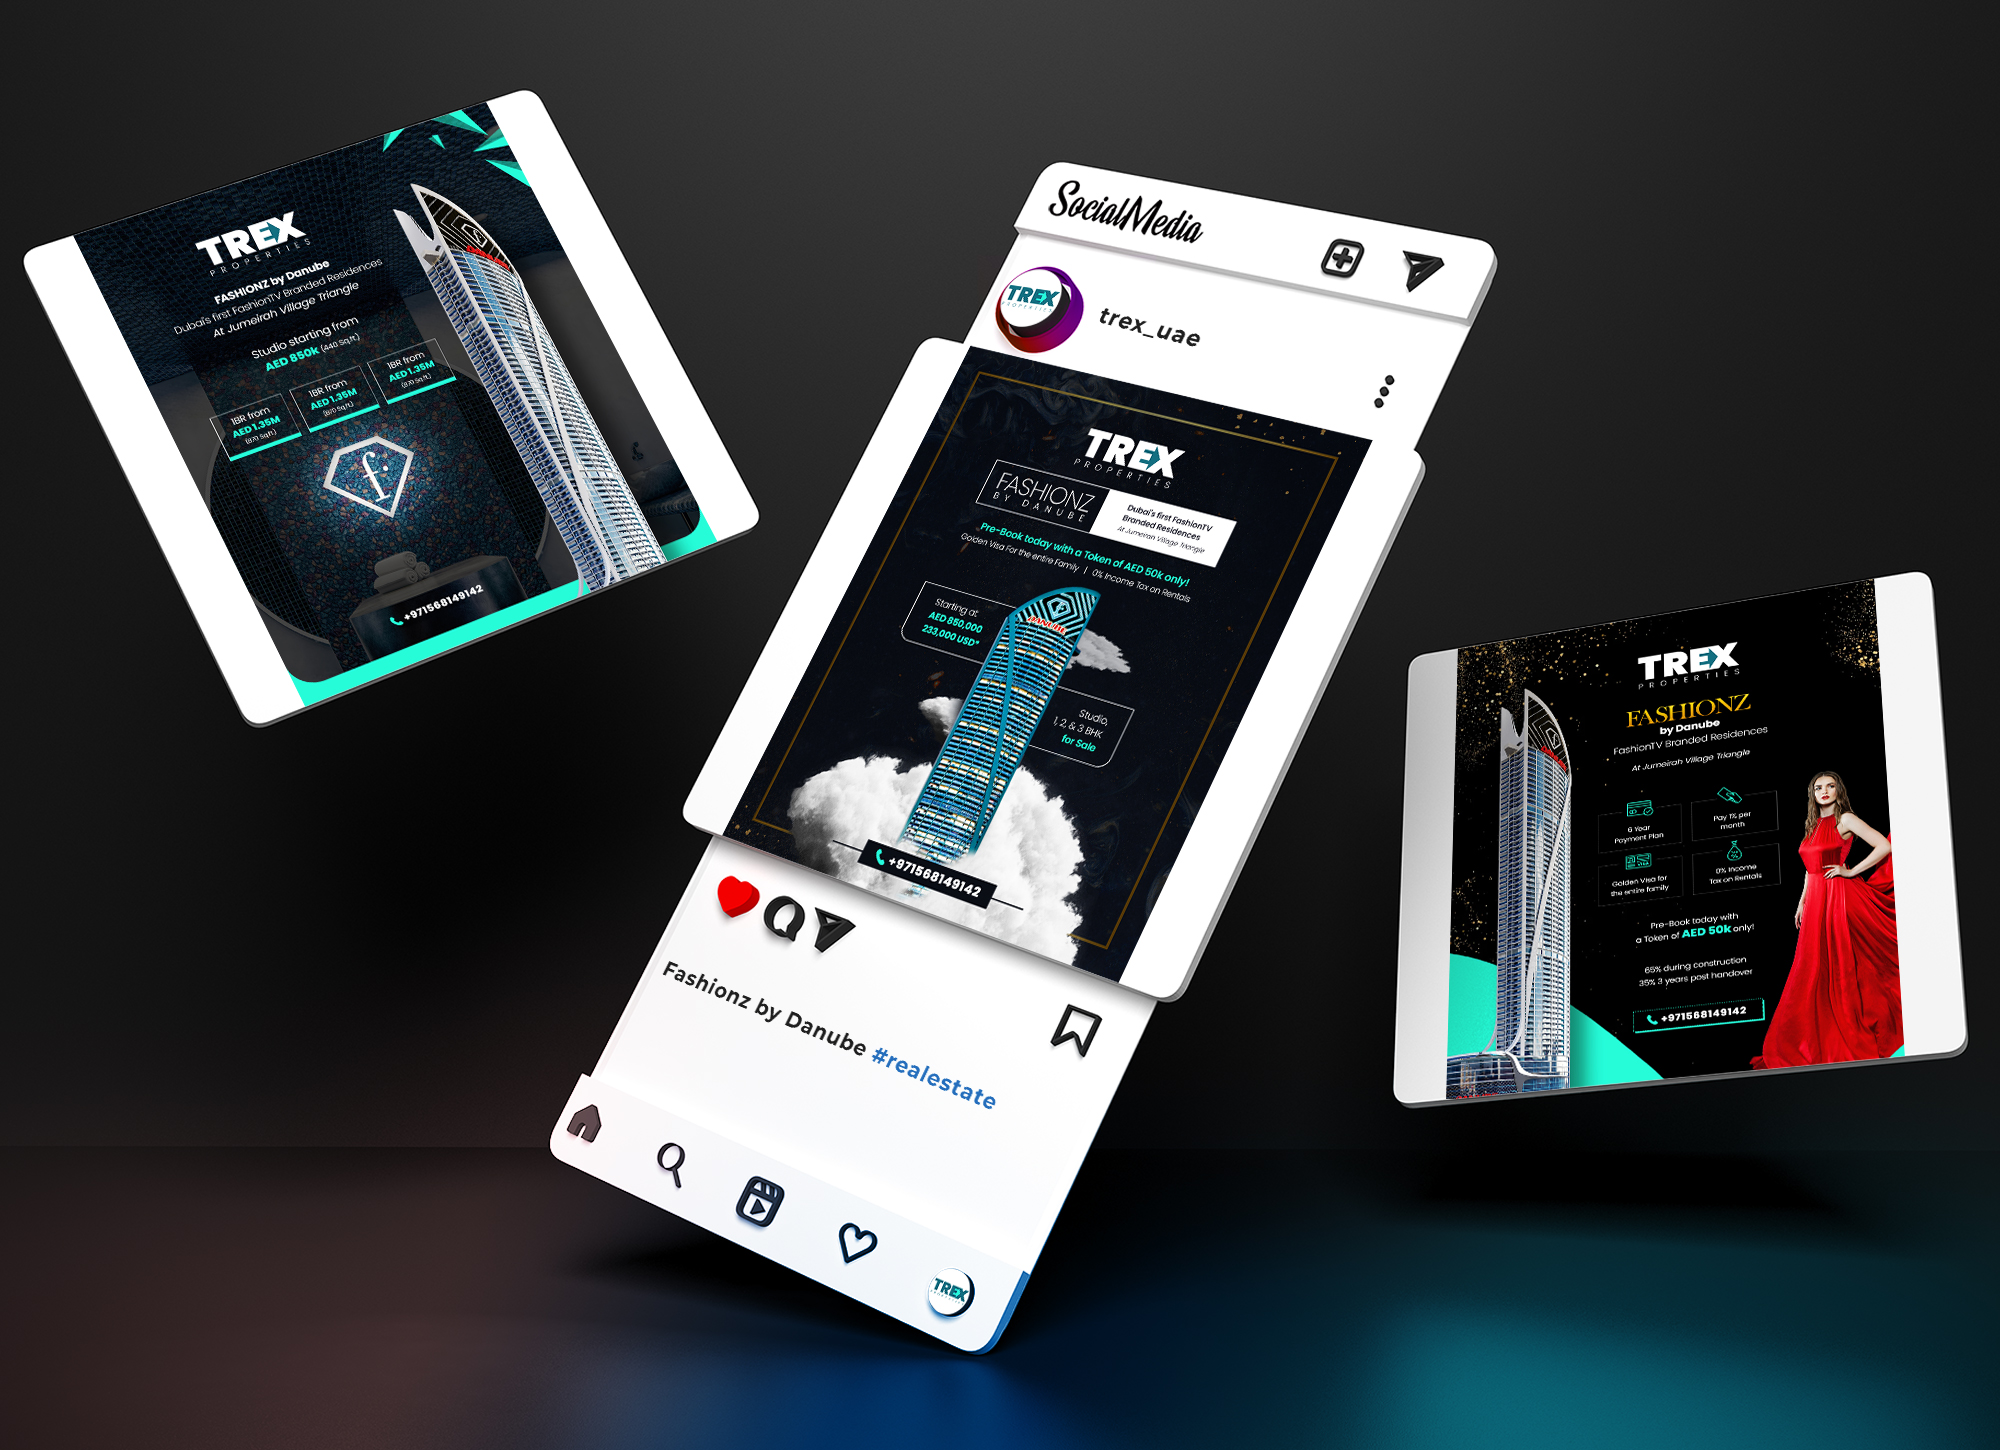 TREX
PROPERTIES
FASHIONZ by Danube
Dubai's first FashionTV Branded Residences
At Jumeirah Village Triangle
Studio starting from
AED 850k (440 Sq.ft.)
1BR from
AED 1.35M
(870 Sq.ft.)
1BR from
AED 1.35M
(870 Sq.ft.)
1BR from
AED 1.35M
(870 Sq.ft.)
f
+971568149142
SocialMedia
TREX
PROPERTIES
trex_uae
TREX
PROPERTIES
FASHIONZ
BY DANUBE
Dubai's first FashionTV
Branded Residences
At Jumeirah Village Triangle
Pre-Book today with a Token of AED 50k only!
Golden Visa For the entire Family | 0% Income Tax on Rentals
Starting at
AED 850,000
233,000 USD*
DANUBE
Studio,
1, 2, & 3 BHK
for Sale
+971568149142
Fashionz by Danube #realestate
TREX
TREX
PROPERTIES
FASHIONZ
by Danube
FashionTV Branded Residences
At Jumeirah Village Triangle
6 Year
Payment Plan
Pay 1% per
month
Golden Visa for
the entire family
0% Income
Tax on Rentals
Pre-Book today with
a Token of AED 50k only!
65% during construction
35% 3 years post handover
+971568149142